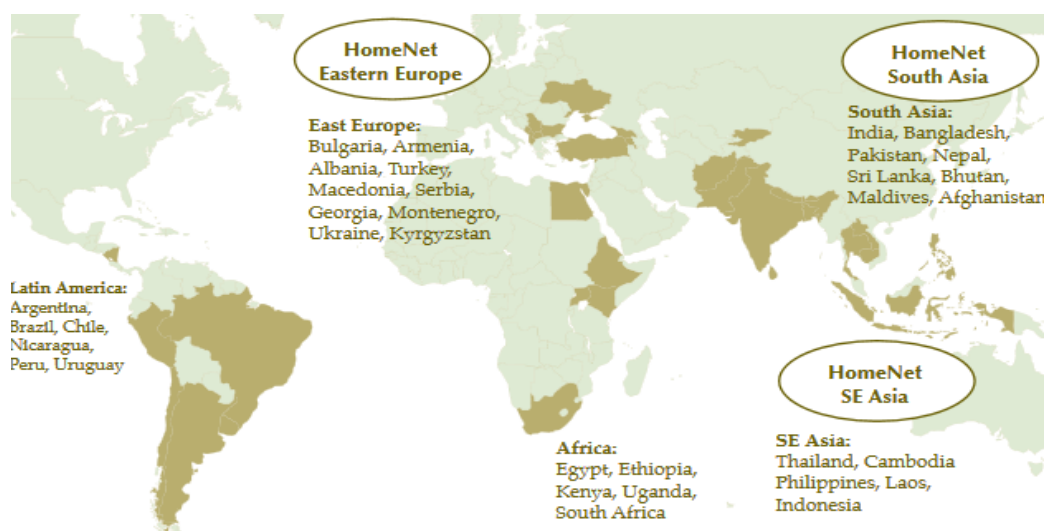 HomeNet
Eastern Europe
East Europe:
Bulgaria, Armenia,
Albania, Turkey,
Macedonia, Serbia,
Georgia, Montenegro,
Ukraine, Kyrgyzstan
HomeNet
South Asia
South Asia:
India, Bangladesh,
Pakistan, Nepal,
Sri Lanka, Bhutan,
Maldives, Afghanistan
Latin America:
Argentina,
Brazil, Chile,
Nicaragua,
Peru, Uruguay
Africa:
Egypt, Ethiopia,
Kenya, Uganda,
South Africa
HomeNet
SE Asia
SE Asia:
Thailand, Cambodia
Philippines, Laos,
Indonesia